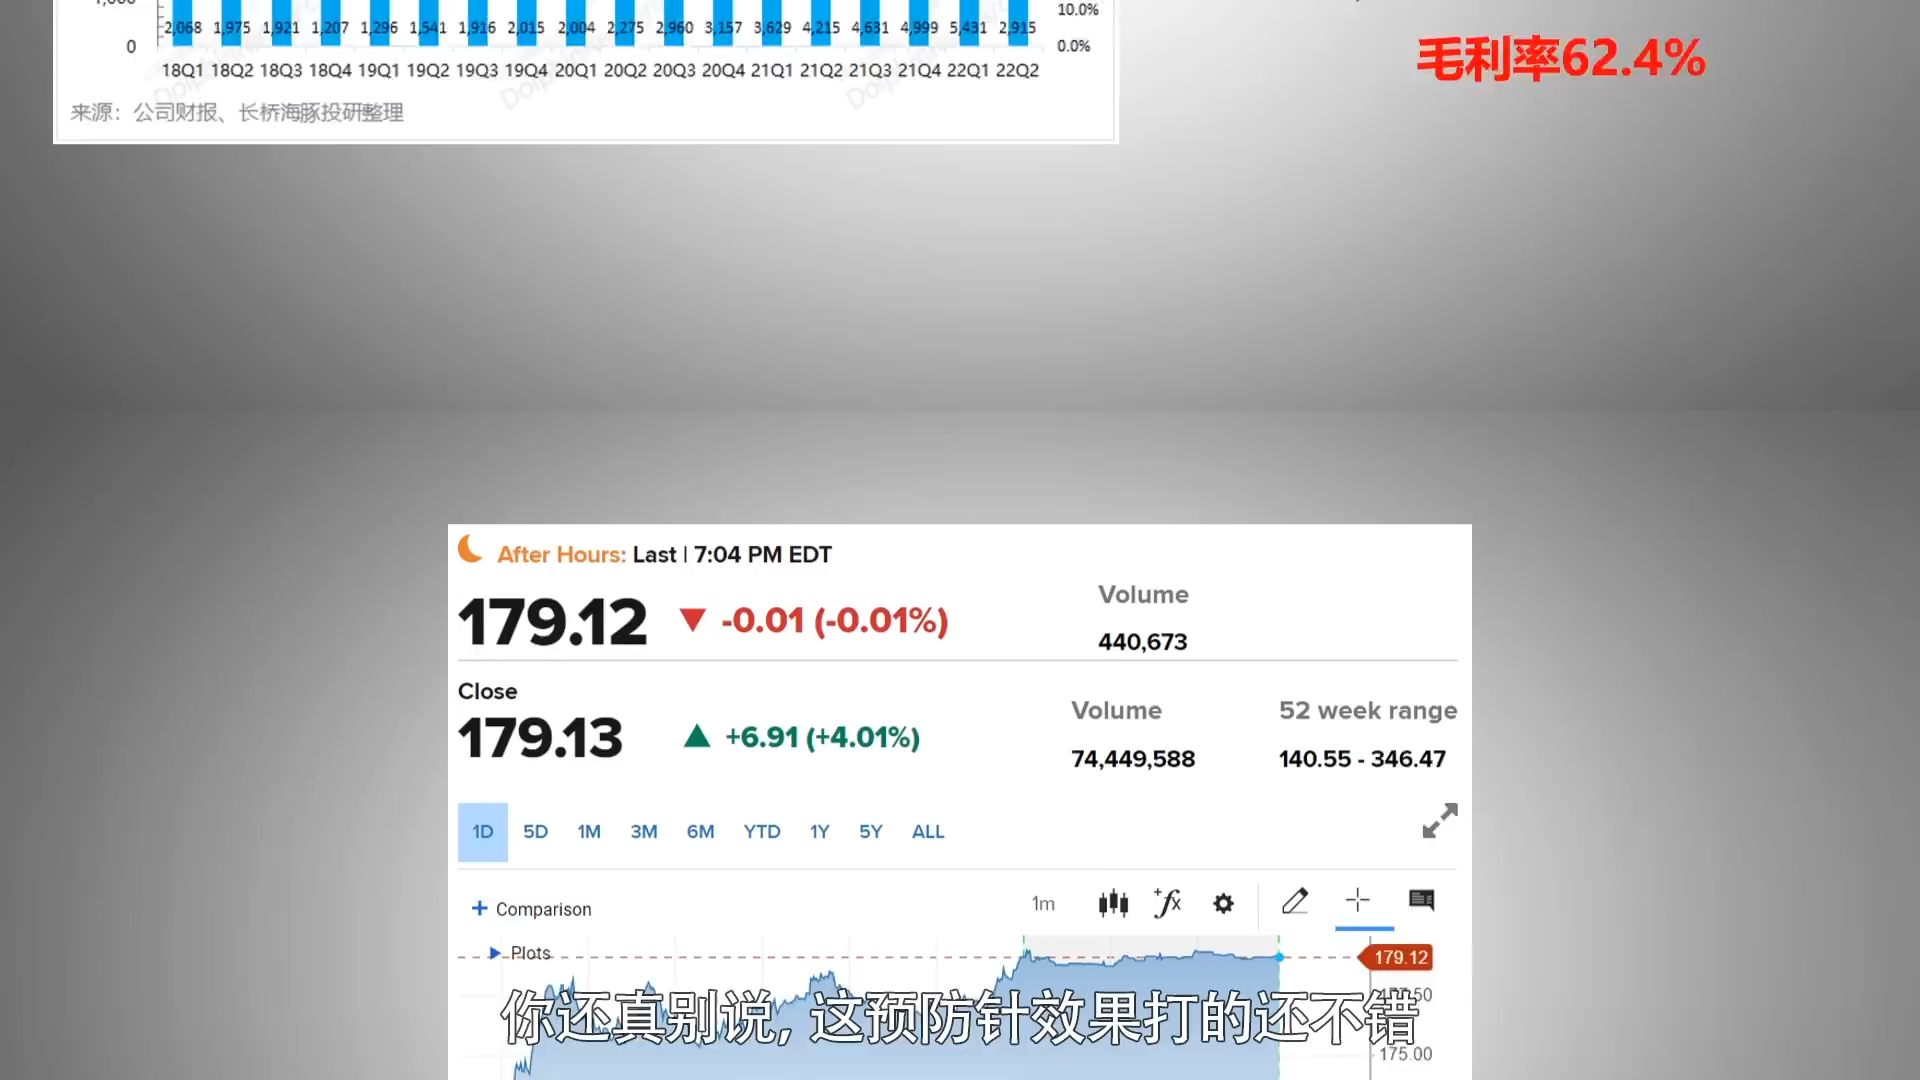 10.0%
2,068 1,975 1,921 1,207 1,296 1,541 1,916 2,015 2,004 2,275 2,960 3,157 3,629 4,215 4,631 4,999 5,431 2,915
0 0.0%
18Q1 18Q2 18Q3 18Q4 19Q1 19Q2 19Q3 19Q4 20Q1 20Q2 20Q3 20Q4 21Q1 21Q2 21Q3 21Q4 22Q1 22Q2
来源：公司财报、长桥海豚投研整理
毛利率62.4%
After Hours: Last | 7:04 PM EDT
179.12 -0.01 (-0.01%)
Volume
440,673
Close
179.13 +6.91 (+4.01%)
Volume
74,449,588
52 week range
140.55 - 346.47
1D 5D 1M 3M 6M YTD 1Y 5Y ALL
Comparison 1m
Plots
179.12
175.00
你还真别说,这预防针效果打的还不错